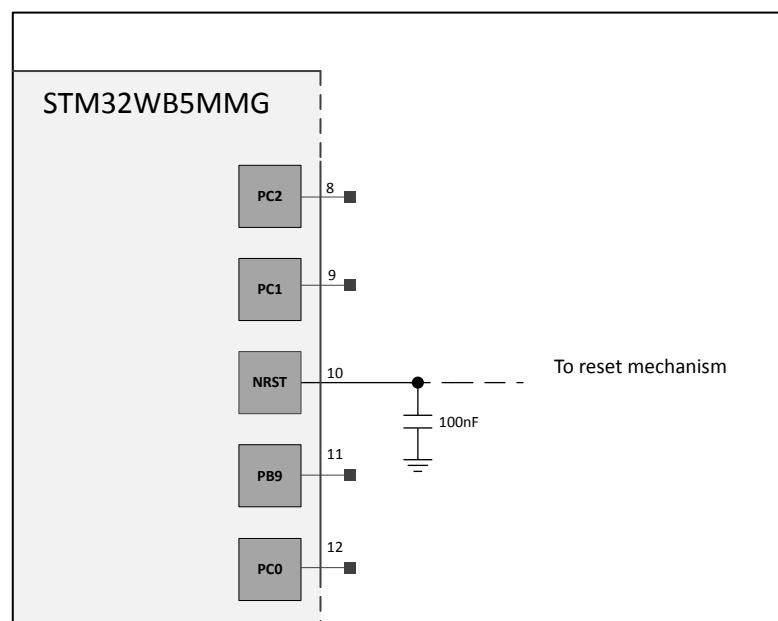 STM32WB5MMG
PC2
8
PC1
9
NRST
10
To reset mechanism
100nF
PB9
11
PC0
12